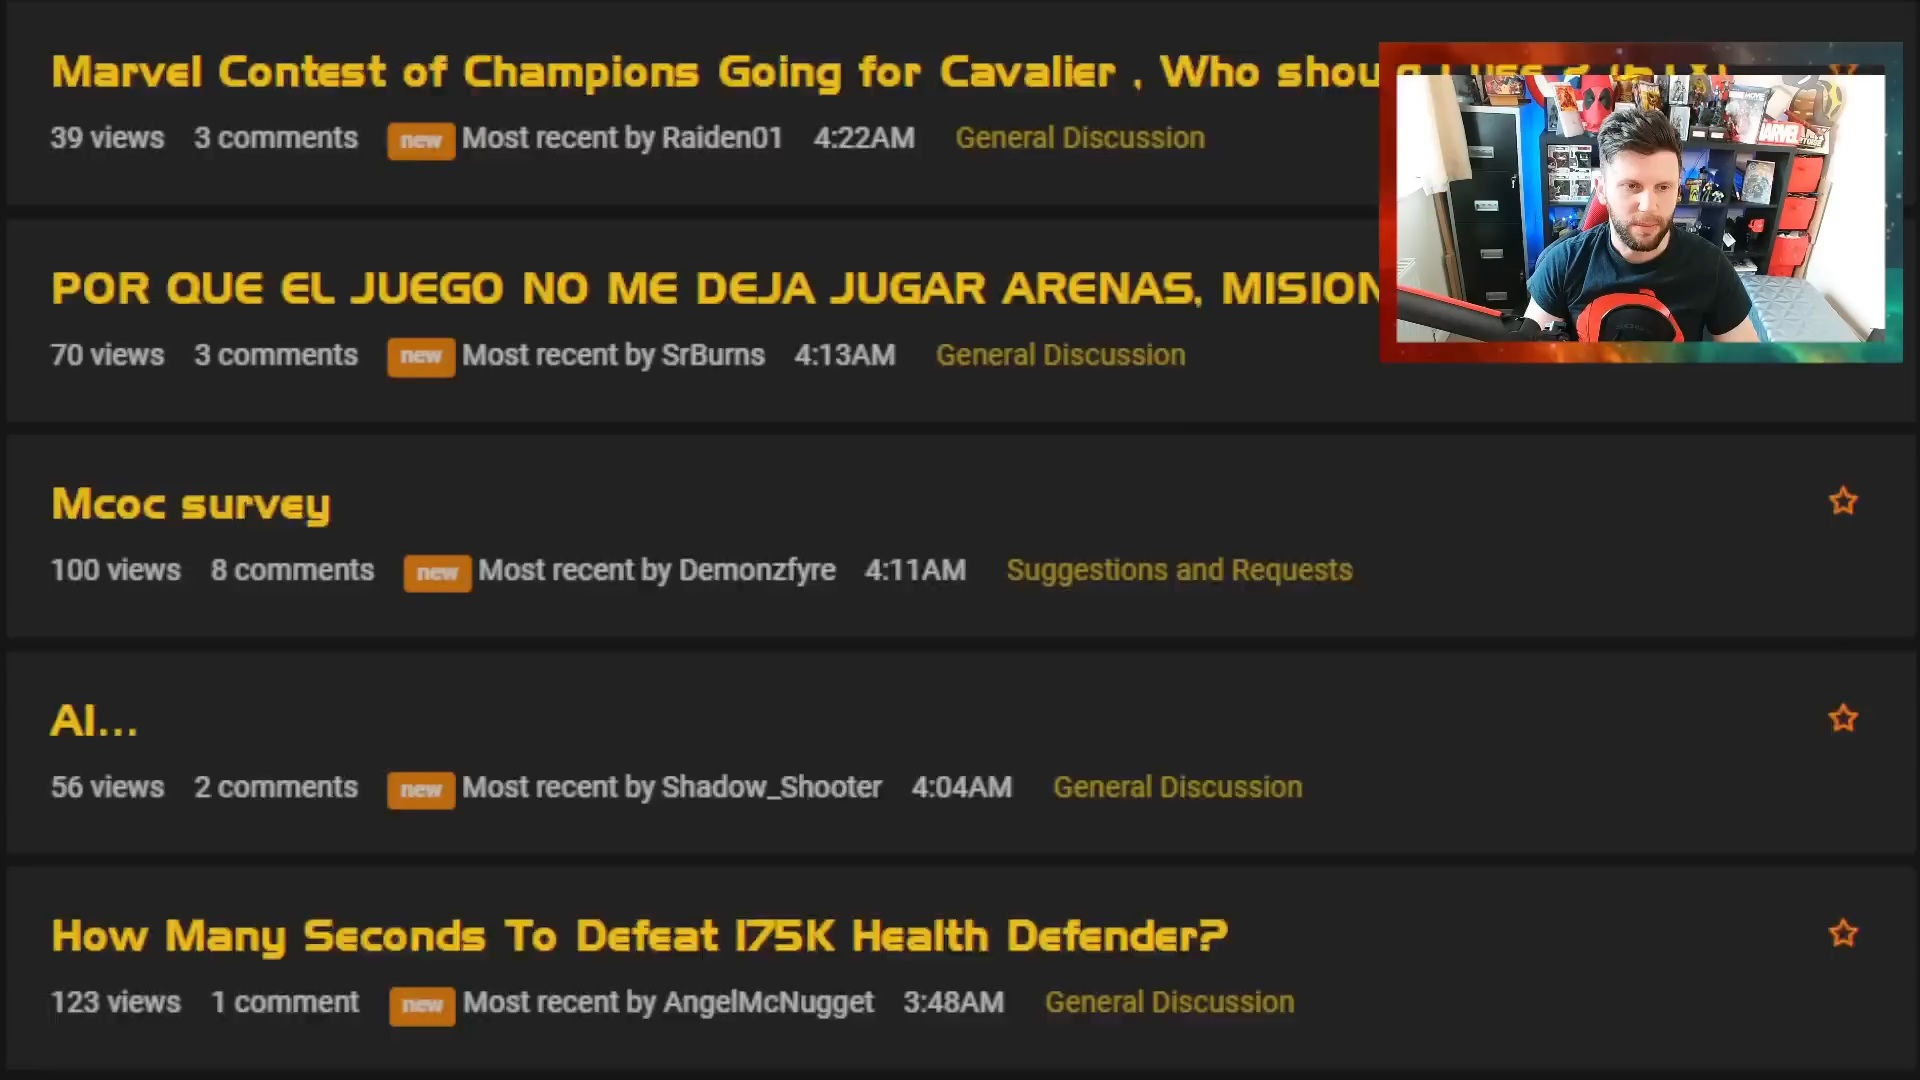 Marvel Contest of Champions Going for Cavalier , Who shou
39 views 3 comments new Most recent by Raiden01 4:22AM General Discussion
POR QUE EL JUEGO NO ME DEJA JUGAR ARENAS, MISION
70 views 3 comments new Most recent by SrBurns 4:13AM General Discussion
Mcoc survey
100 views 8 comments new Most recent by Demonzfyre 4:11AM Suggestions and Requests
AI...
56 views 2 comments new Most recent by Shadow_Shooter 4:04AM General Discussion
How Many Seconds To Defeat 175K Health Defender?
123 views 1 comment new Most recent by AngelMcNugget 3:48AM General Discussion
MARVEL